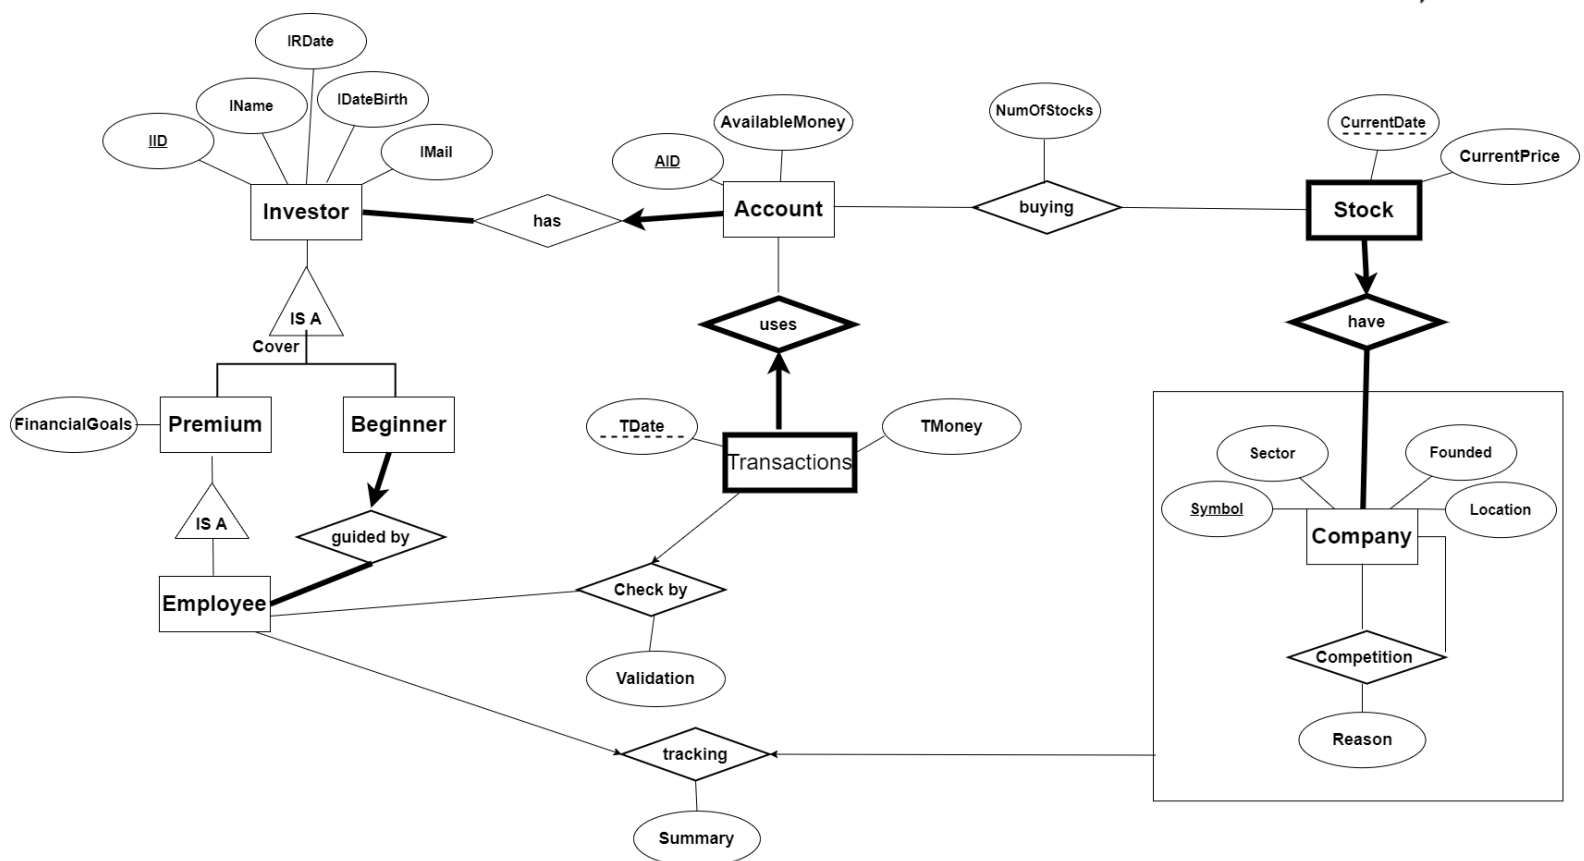 IRDate
IName
IDateBirth
IID
IMail
AvailableMoney
AID
NumOfStocks
CurrentDate
CurrentPrice
Investor
has
Account
buying
Stock
IS A
Cover
uses
have
FinancialGoals
Premium
Beginner
TDate
TMoney
Transactions
Sector
Founded
Symbol
Location
Company
IS A
guided by
Employee
Check by
Validation
Competition
Reason
tracking
Summary